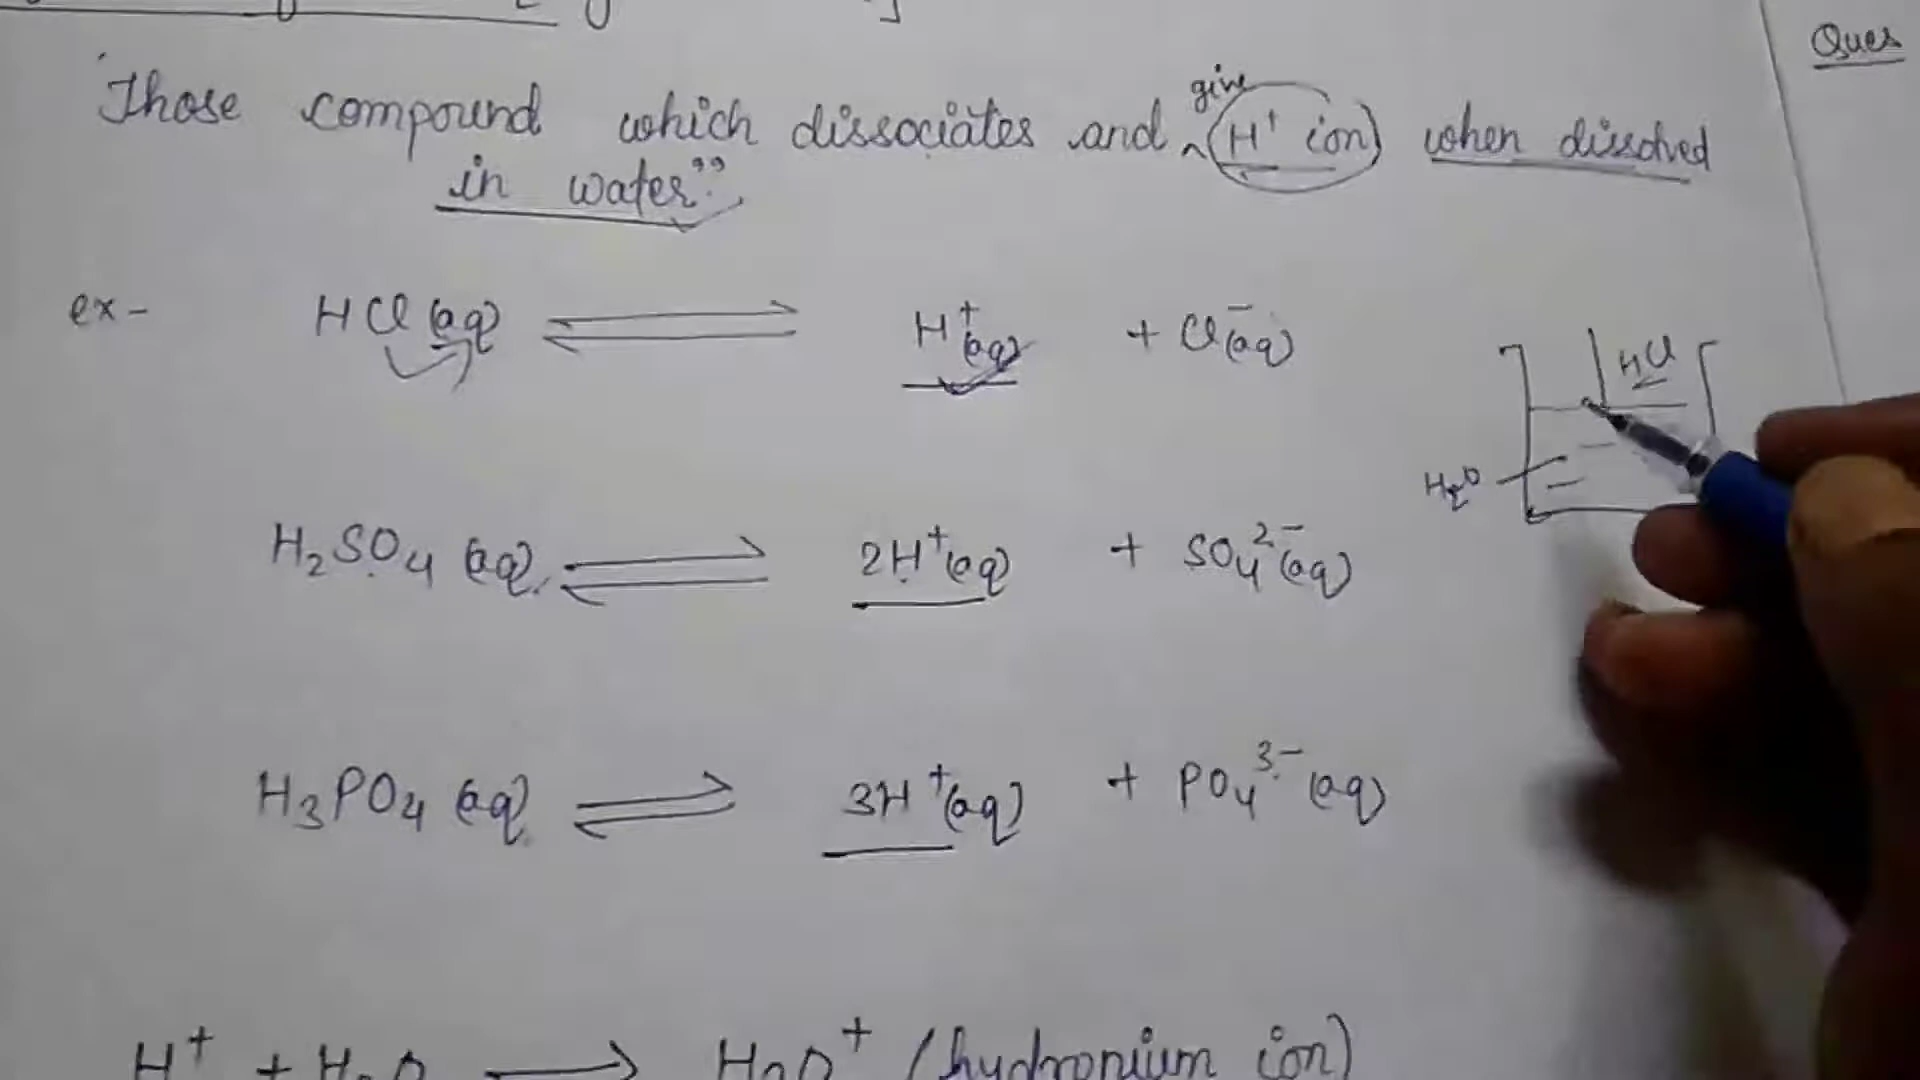 Ques
Those compound which dissociates and give H⁺ ion when dissolved
in water”
ex- HCl (aq) ⇌ H⁺(aq) + Cl⁻(aq)
HCl
H₂O
H₂SO₄ (aq) ⇌ 2H⁺(aq) + SO₄²⁻(aq)
H₃PO₄ (aq) ⇌ 3H⁺(aq) + PO₄³⁻(aq)
H⁺ + H₂O ⟶ H₃O⁺ (hydronium ion)